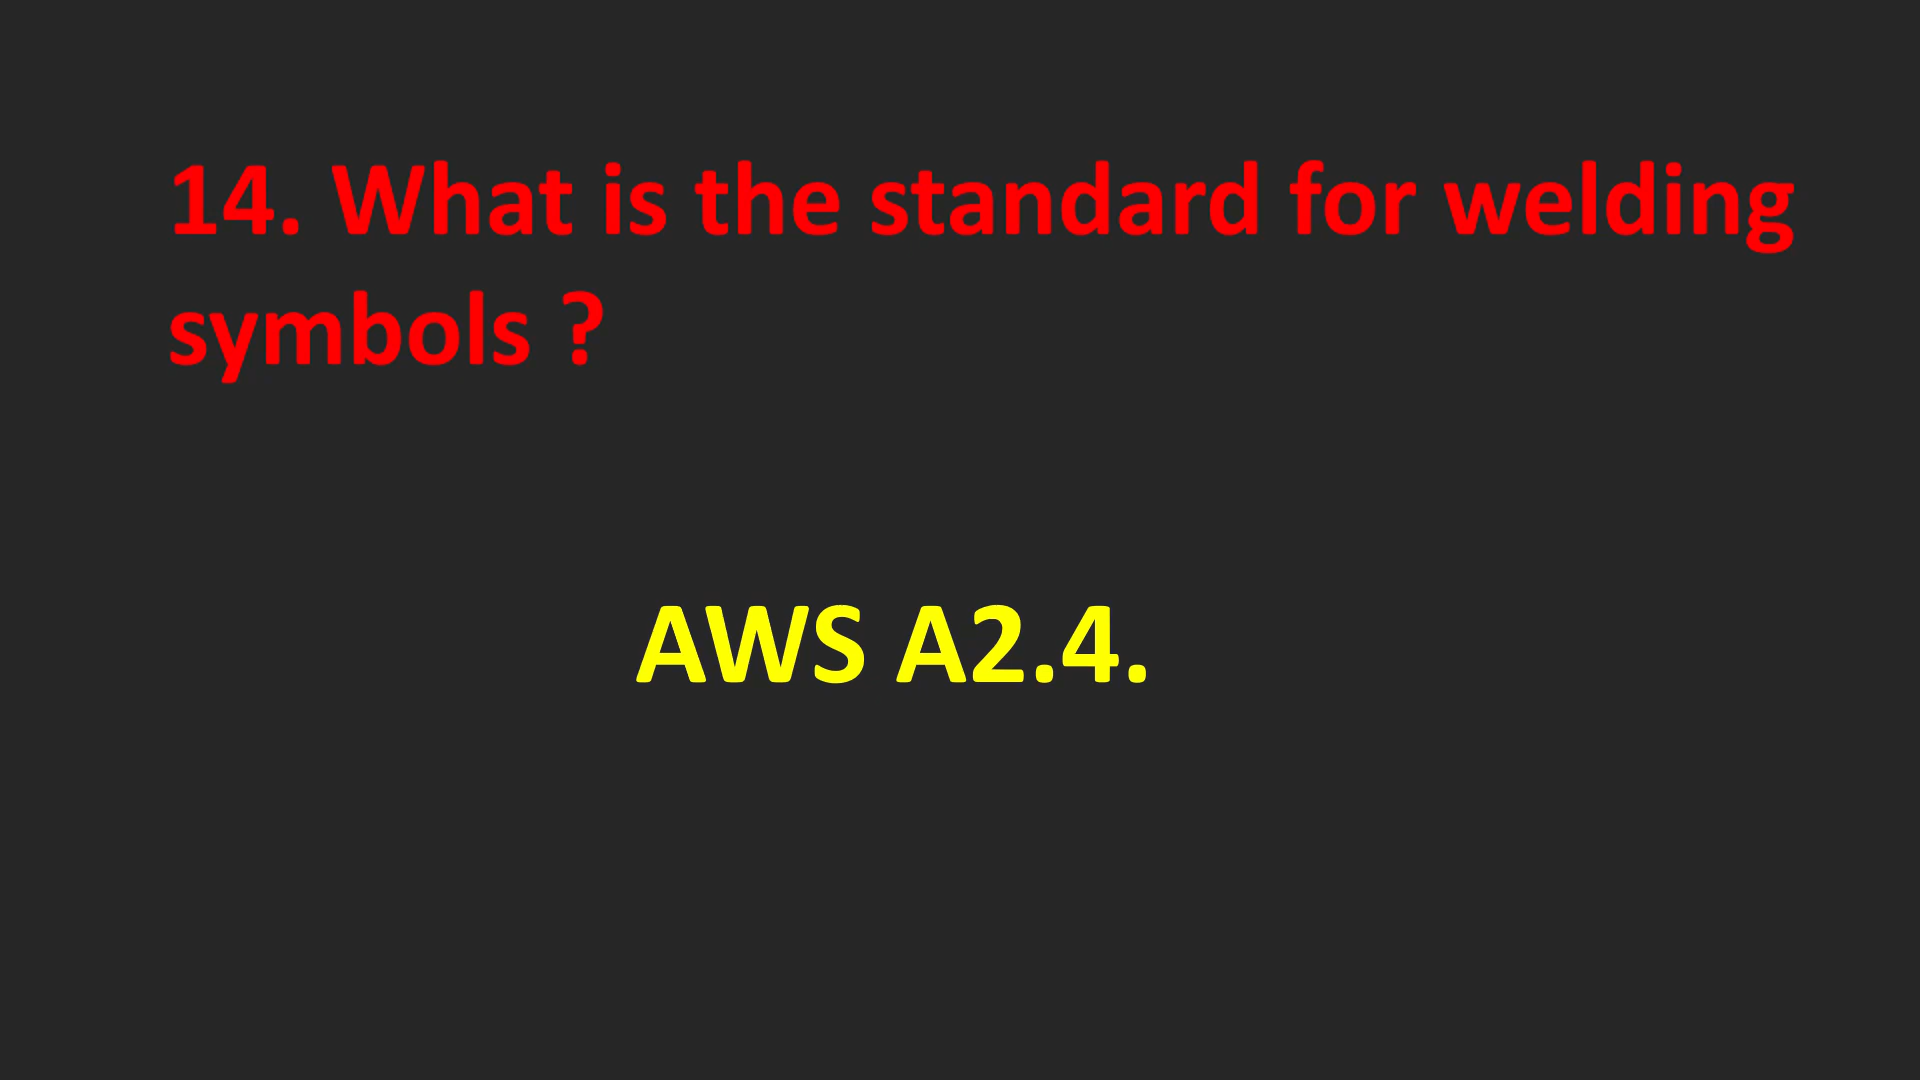 14. What is the standard for welding
symbols ?
AWS A2.4.